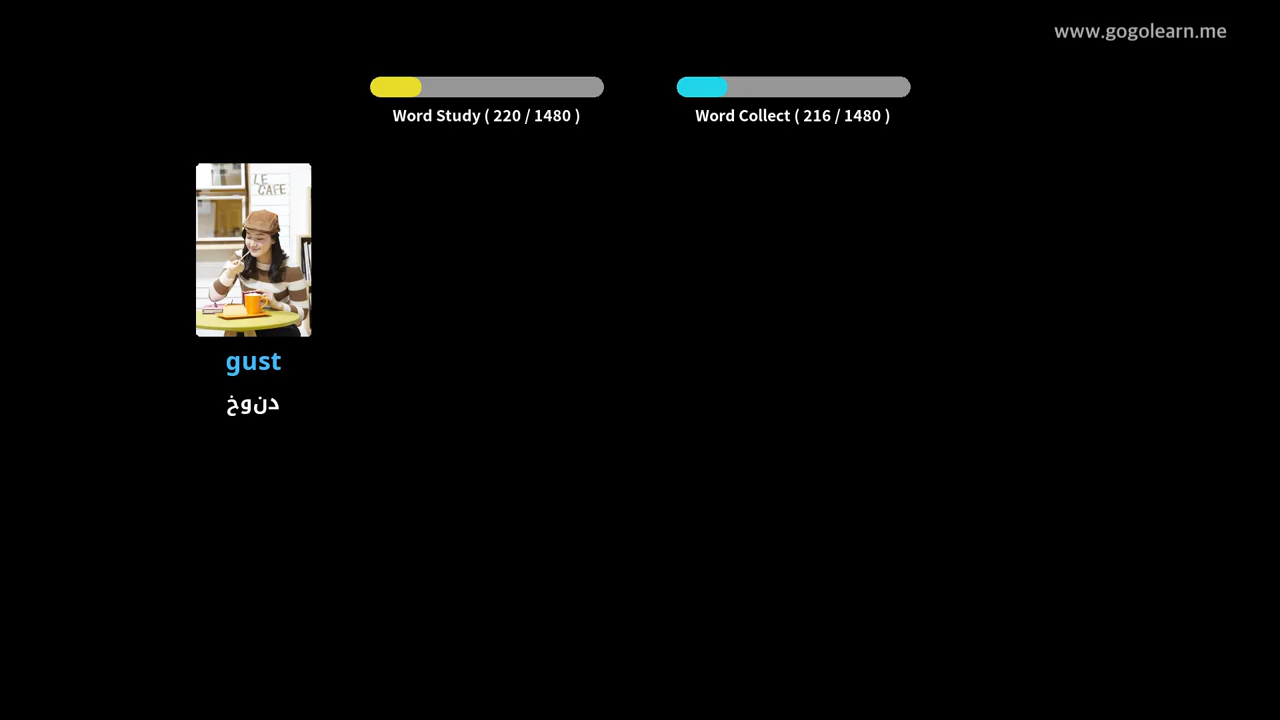 www.gogolearn.me
Word Study ( 220 / 1480 )
Word Collect ( 216 / 1480 )
LE CAFE
gust
خوند